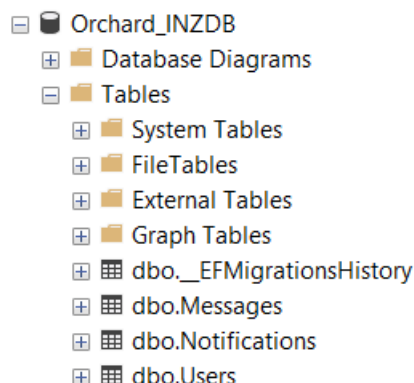 Orchard_INZDB
Database Diagrams
Tables
System Tables
FileTables
External Tables
Graph Tables
dbo.__EFMigrationsHistory
dbo.Messages
dbo.Notifications
dbo.Users